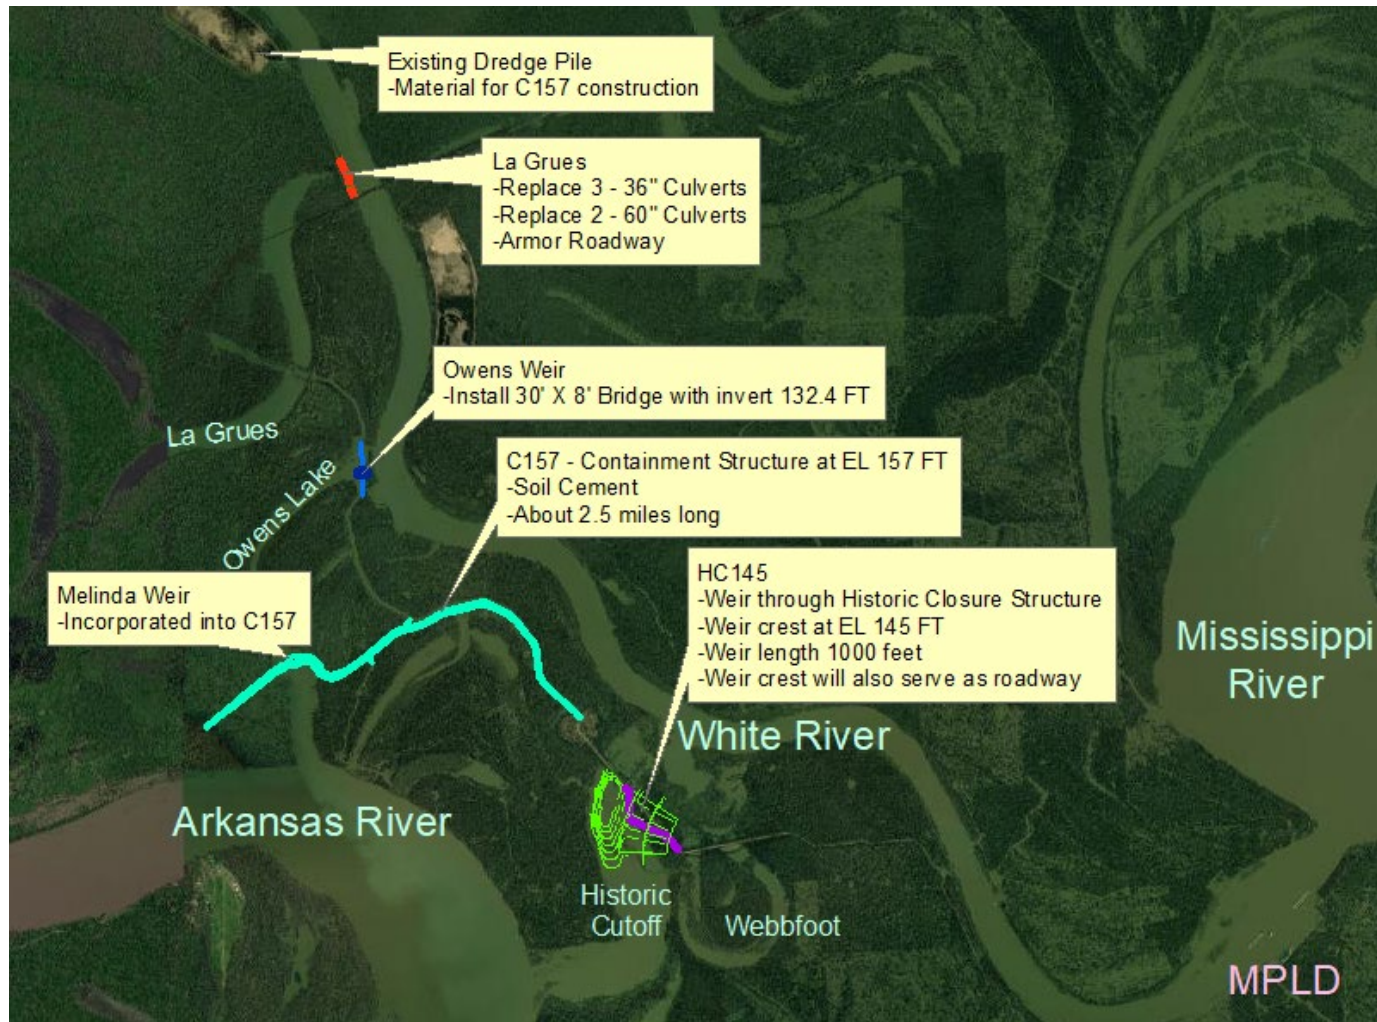 Existing Dredge Pile
-Material for C157 construction
La Grues
-Replace 3 - 36" Culverts
-Replace 2 - 60" Culverts
-Armor Roadway
Owens Weir
-Install 30' X 8' Bridge with invert 132.4 FT
La Grues
C157 - Containment Structure at EL 157 FT
-Soil Cement
-About 2.5 miles long
Owens Lake
HC145
-Weir through Historic Closure Structure
-Weir crest at EL 145 FT
-Weir length 1000 feet
-Weir crest will also serve as roadway
Melinda Weir
-Incorporated into C157
Mississippi
River
White River
Arkansas River
Historic
Cutoff
Webbfoot
MPLD